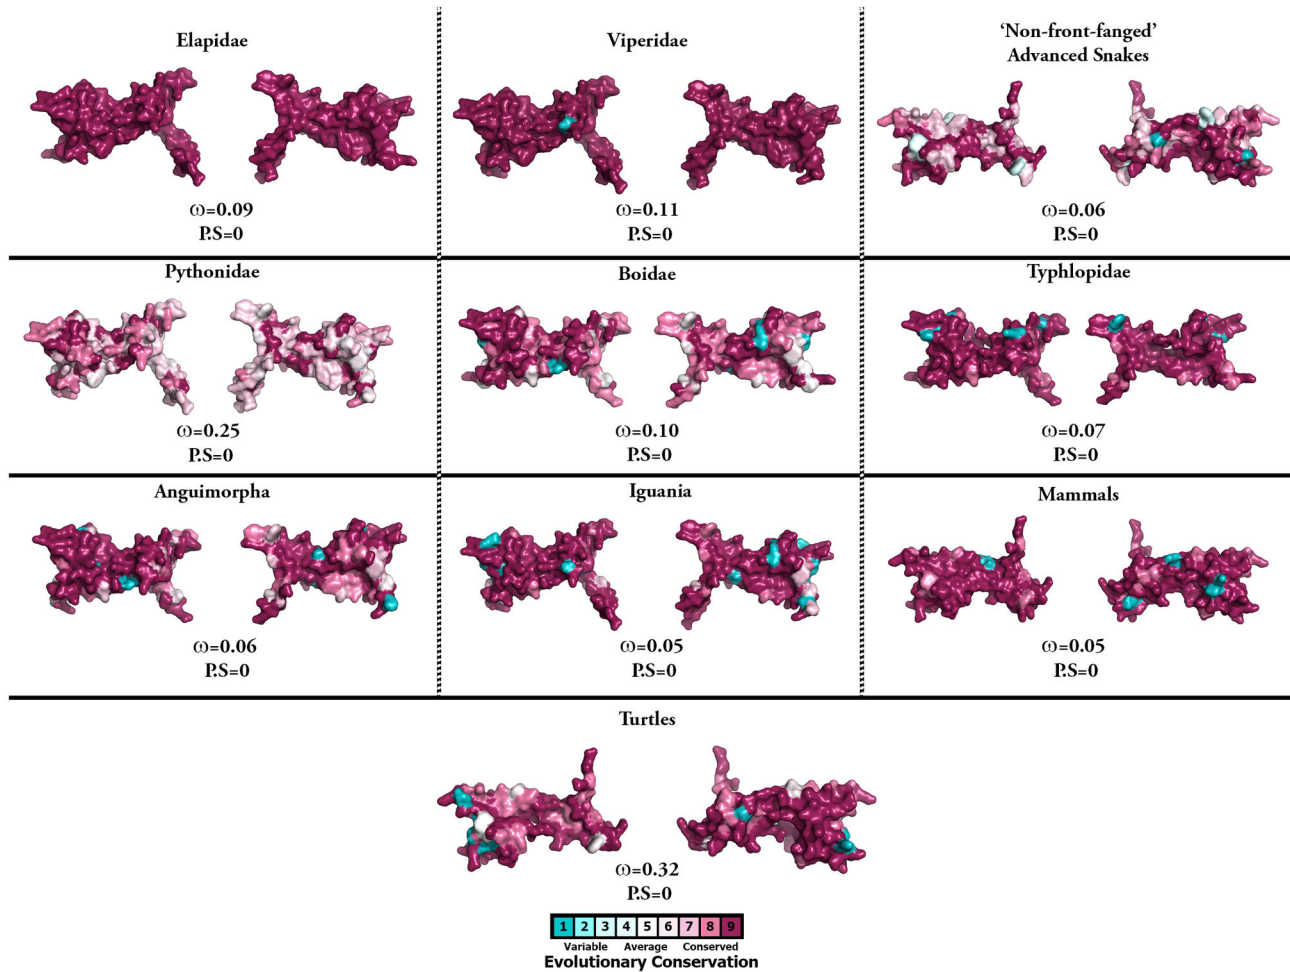 Elapidae
ω=0.09
P.S=0
Viperidae
ω=0.11
P.S=0
‘Non-front-fanged’
Advanced Snakes
ω=0.06
P.S=0
Pythonidae
ω=0.25
P.S=0
Boidae
ω=0.10
P.S=0
Typhlopidae
ω=0.07
P.S=0
Anguimorpha
ω=0.06
P.S=0
Iguania
ω=0.05
P.S=0
Mammals
ω=0.05
P.S=0
Turtles
ω=0.32
P.S=0
1 2 3 4 5 6 7 8 9
Variable Average Conserved
Evolutionary Conservation